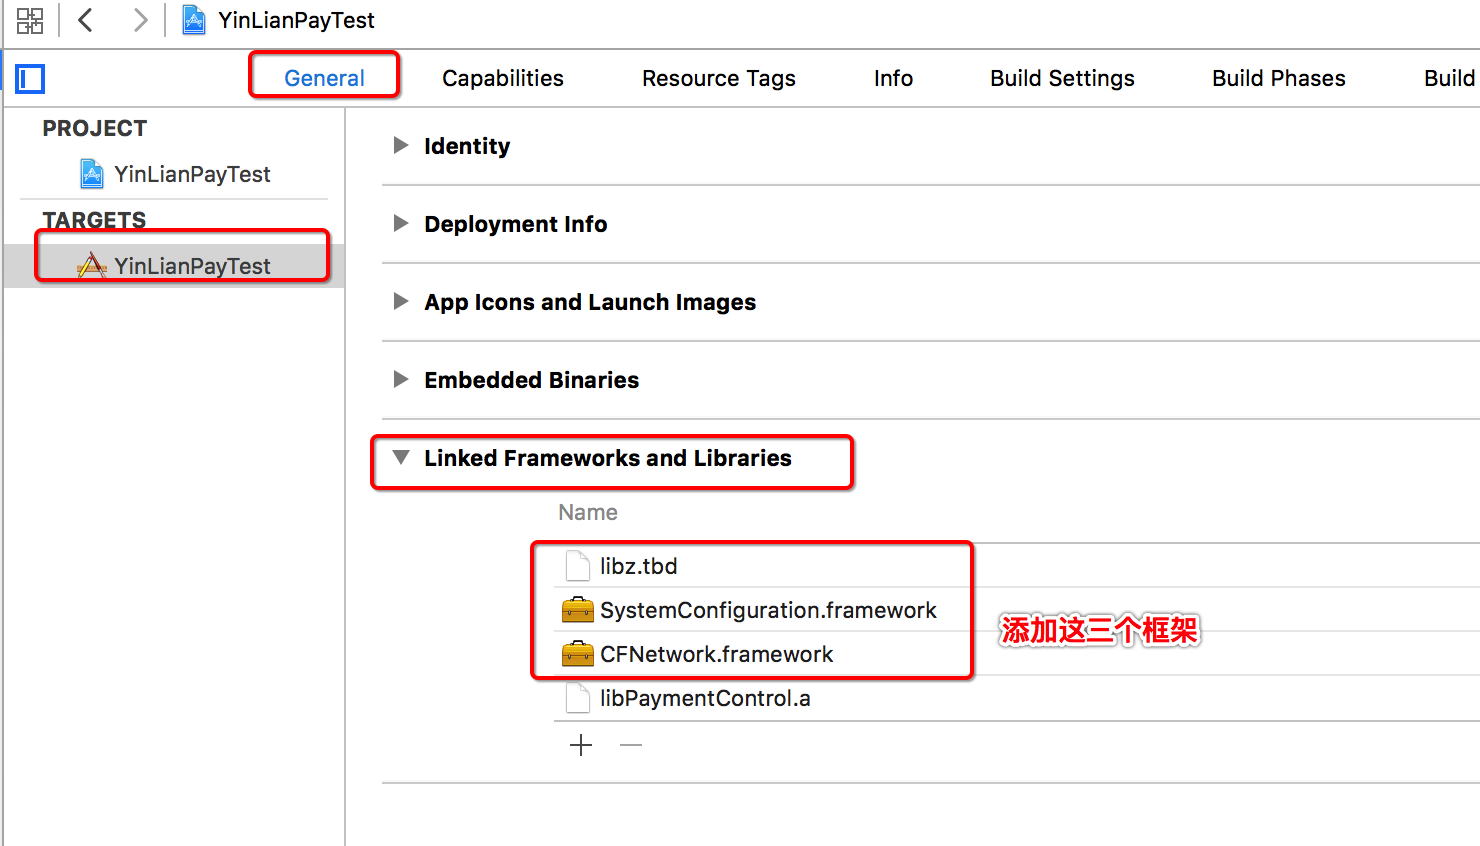 YinLianPayTest
General Capabilities Resource Tags Info Build Settings Build Phases Build
PROJECT
YinLianPayTest
TARGETS
YinLianPayTest
Identity
Deployment Info
App Icons and Launch Images
Embedded Binaries
Linked Frameworks and Libraries
Name
libz.tbd
SystemConfiguration.framework
CFNetwork.framework
添加这三个框架
libPaymentControl.a